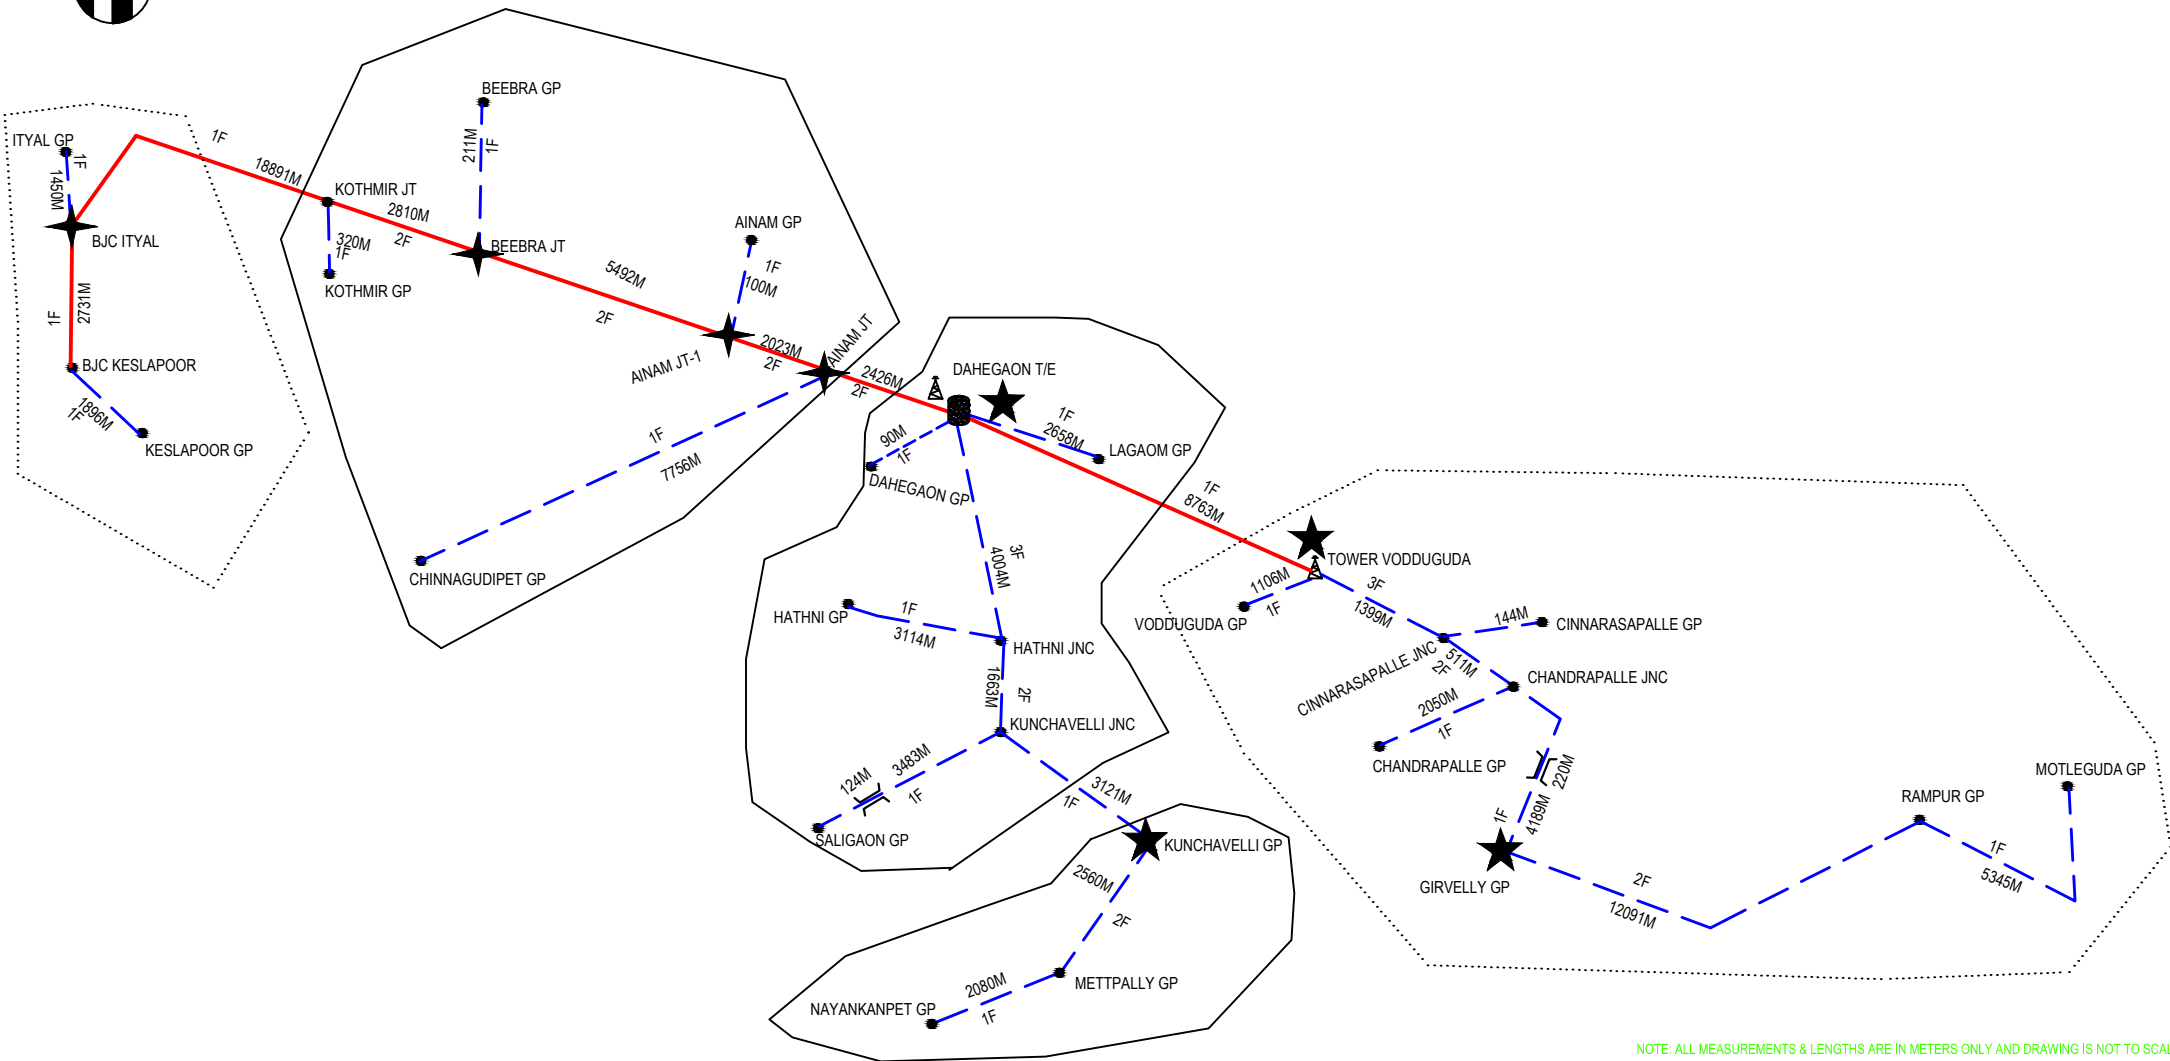 BEEBRA GP
211M
1F
ITYAL GP
1F
1450M
BJC ITYAL
1F
18891M
KOTHMIR JT
2810M
2F
320M
1F
KOTHMIR GP
BEEBRA JT
1F
2731M
BJC KESLAPOOR
1896M
1F
KESLAPOOR GP
5492M
2F
AINAM GP
1F
100M
AINAM JT-1
2023M
2F
AINAM JT
2426M
2F
DAHEGAON T/E
1F
2658M
LAGAOM GP
90M
1F
DAHEGAON GP
1F
7756M
CHINNAGUDIPET GP
1F
8763M
3F
4004M
HATHNI GP
1F
3114M
HATHNI JNC
1663M
2F
KUNCHAVELLI JNC
124M
3483M
1F
SALIGAON GP
3121M
1F
KUNCHAVELLI GP
2560M
2F
METTPALLY GP
2080M
1F
NAYANKANPET GP
TOWER VODDUGUDA
1106M
1F
VODDUGUDA GP
3F
1399M
144M
CINNARASAPALLE GP
CINNARASAPALLE JNC
511M
2F
CHANDRAPALLE JNC
2050M
1F
CHANDRAPALLE GP
220M
4189M
1F
GIRVELLY GP
2F
12091M
RAMPUR GP
1F
5345M
MOTLEGUDA GP
NOTE: ALL MEASUREMENTS & LENGTHS ARE IN METERS ONLY AND DRAWING IS NOT TO SCAL